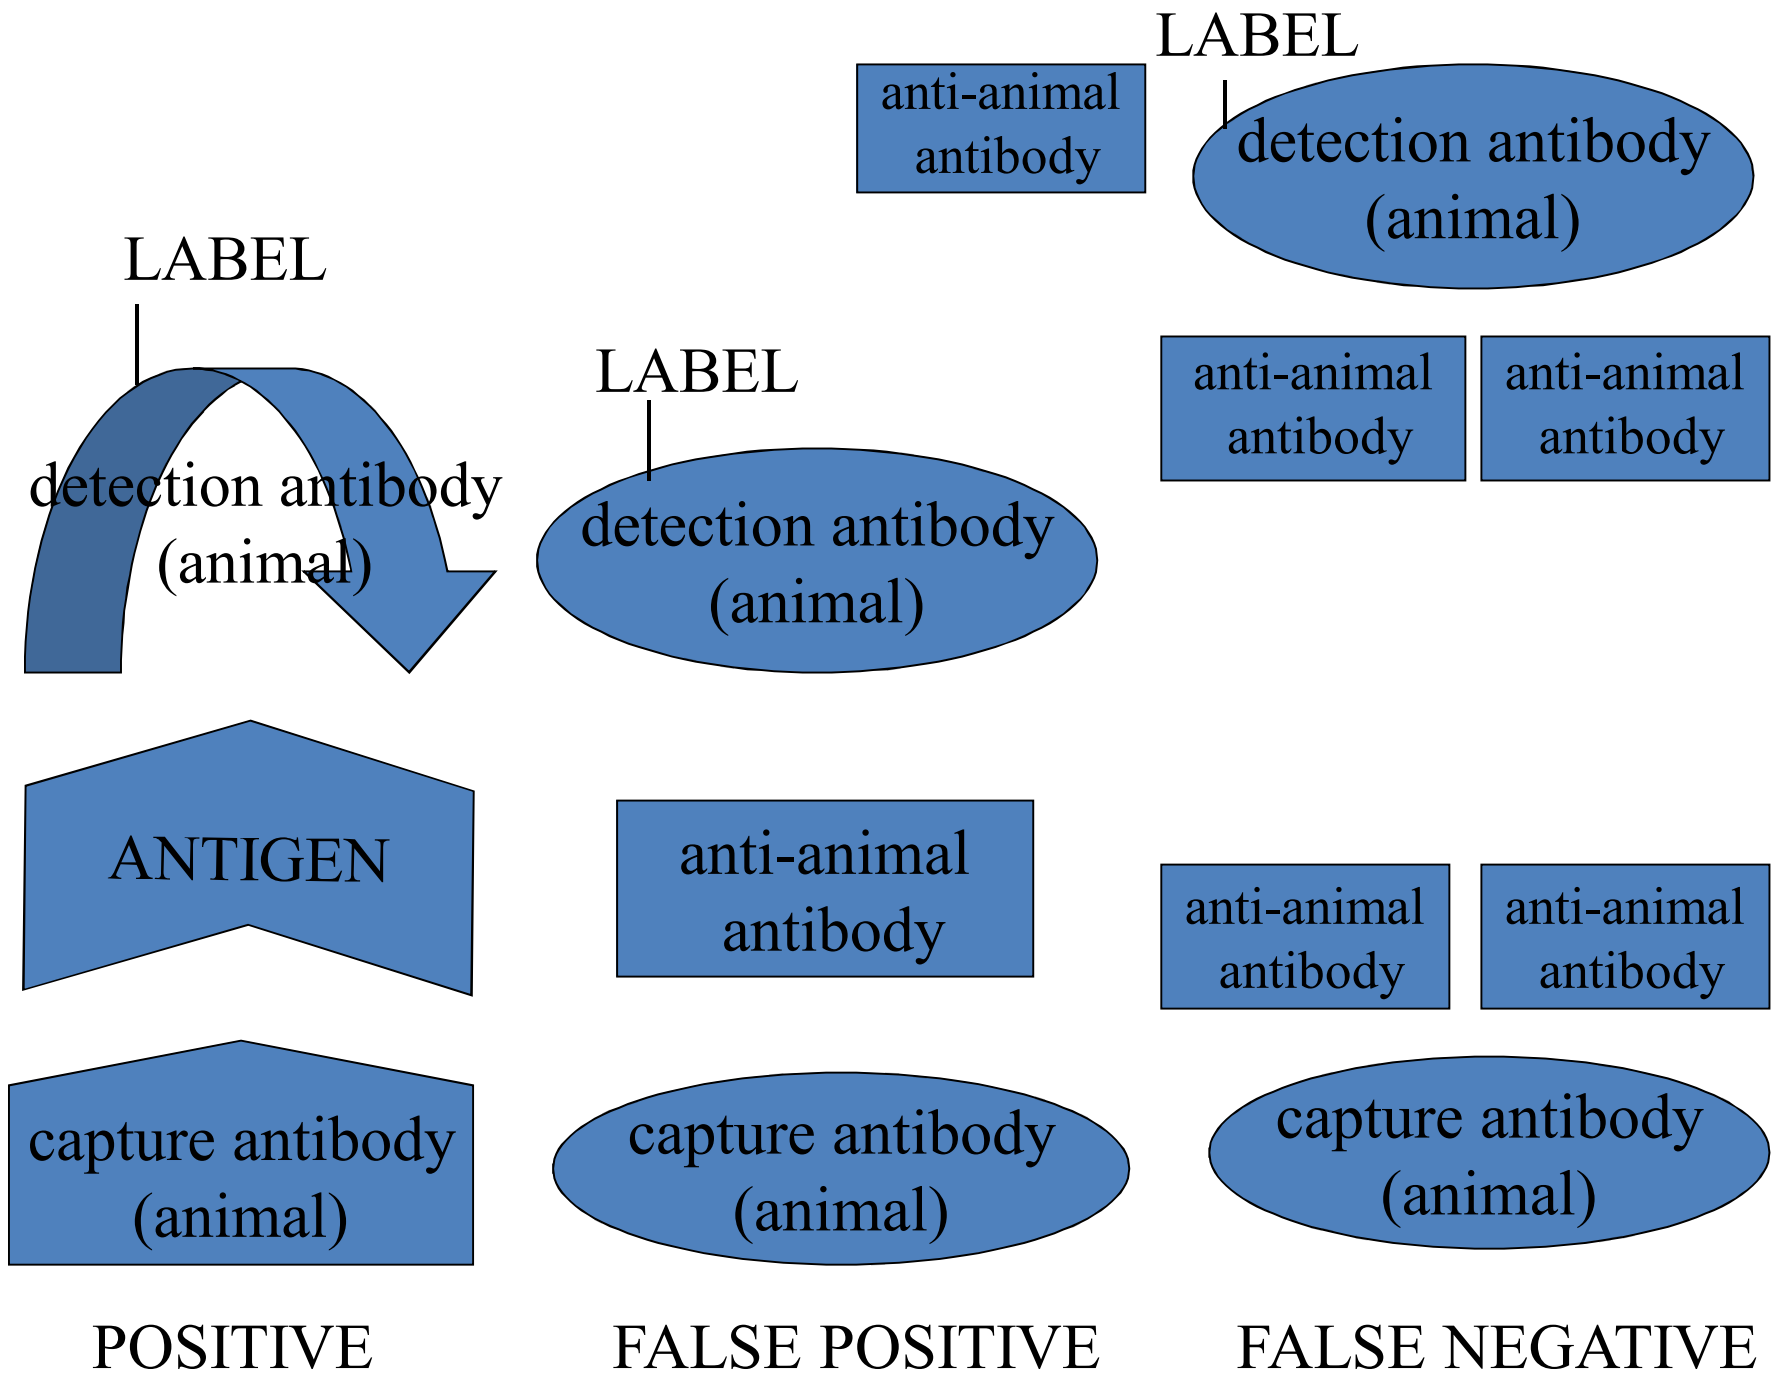 LABEL
detection antibody
(animal)
ANTIGEN
capture antibody
(animal)
POSITIVE
LABEL
detection antibody
(animal)
anti-animal
antibody
capture antibody
(animal)
FALSE POSITIVE
LABEL
anti-animal
antibody
detection antibody
(animal)
anti-animal
antibody
anti-animal
antibody
anti-animal
antibody
anti-animal
antibody
capture antibody
(animal)
FALSE NEGATIVE